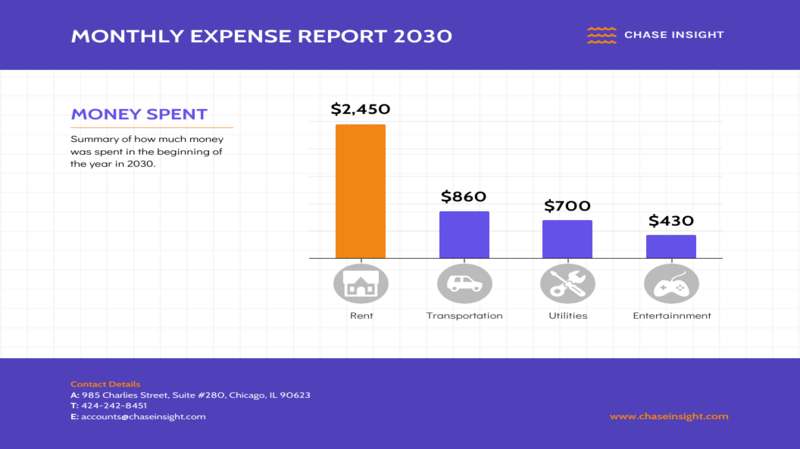 MONTHLY EXPENSE REPORT 2030
CHASE INSIGHT
MONEY SPENT
Summary of how much money
was spent in the beginning of
the year in 2030.
$2,450
$860
$700
$430
Rent
Transportation
Utilities
Entertainnment
Contact Details
A: 985 Charlies Street, Suite #280, Chicago, IL 90623
T: 424-242-8451
E: accounts@chaseinsight.com
www.chaseinsight.com